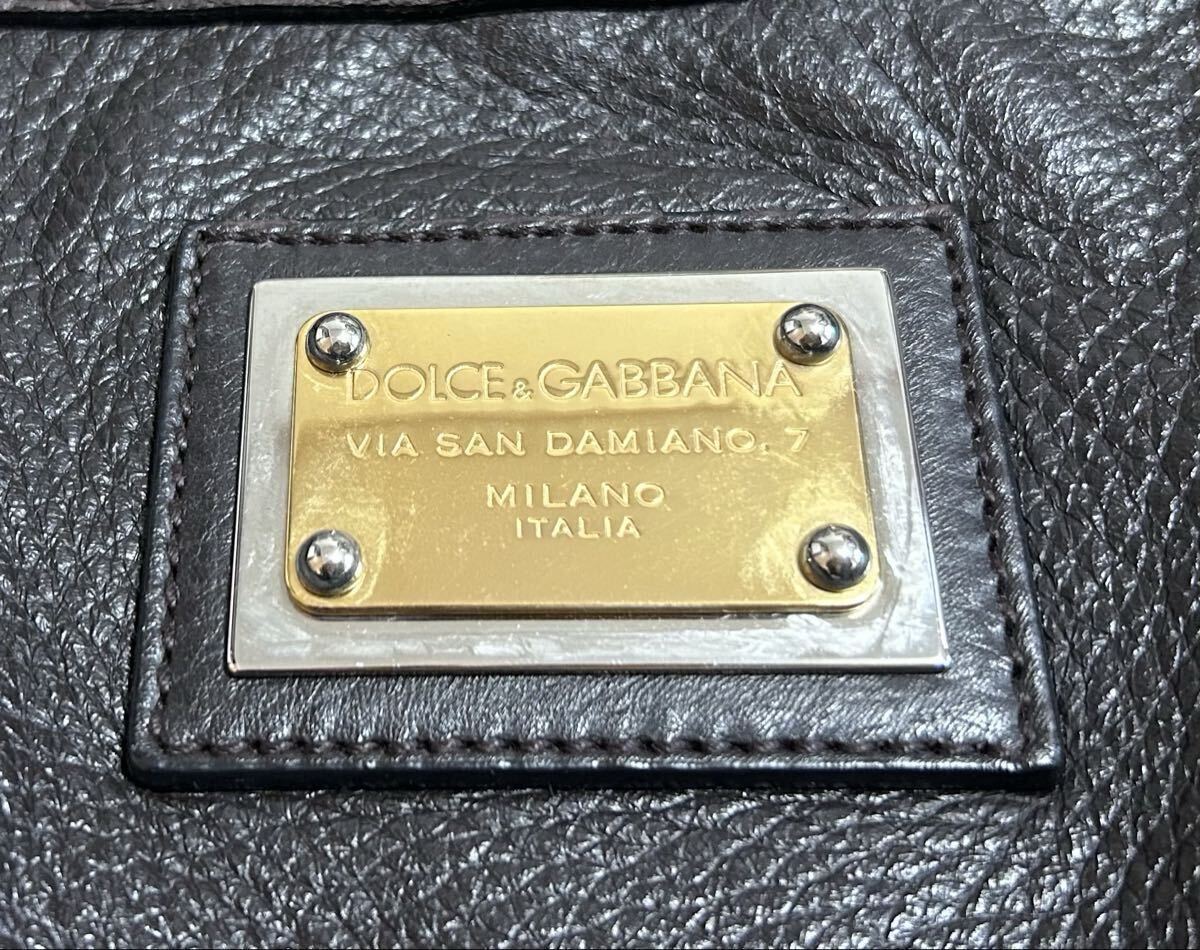 DOLCE&GABBANA
VIA SAN DAMIANO, 7
MILANO
ITALIA